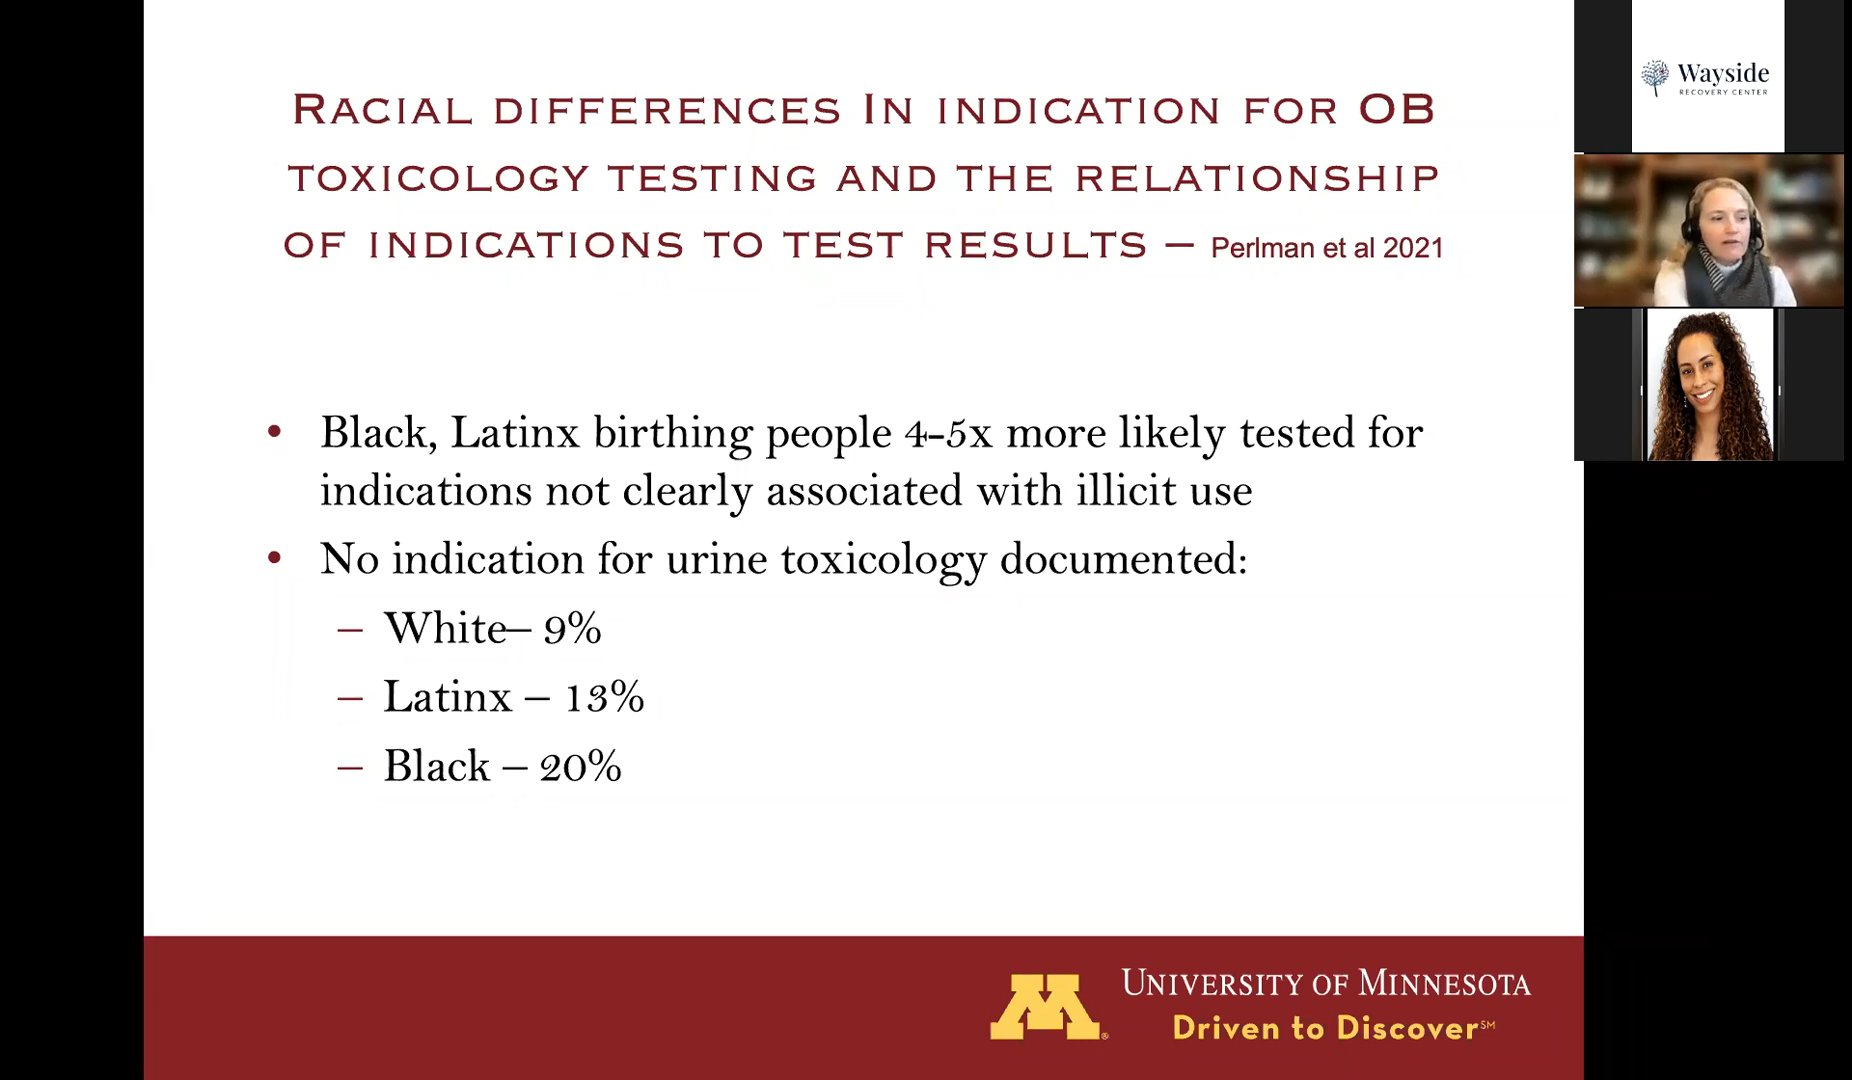 RACIAL DIFFERENCES IN INDICATION FOR OB
TOXICOLOGY TESTING AND THE RELATIONSHIP
OF INDICATIONS TO TEST RESULTS – Perlman et al 2021
• Black, Latinx birthing people 4-5x more likely tested for
indications not clearly associated with illicit use
• No indication for urine toxicology documented:
– White– 9%
– Latinx – 13%
– Black – 20%
M®
UNIVERSITY OF MINNESOTA
Driven to Discover℠
Wayside
RECOVERY CENTER